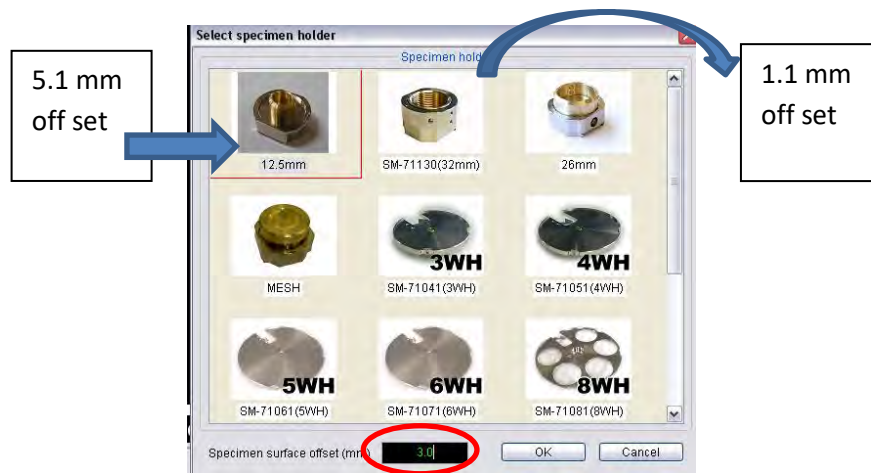 Select specimen holder
Specimen hold
5.1 mm
off set
1.1 mm
off set
12.5mm
SM-71130(32mm)
26mm
3WH
4WH
MESH
SM-71041(3WH)
SM-71051(4WH)
5WH
6WH
8WH
SM-71061(5WH)
SM-71071(6WH)
SM-71081(8WH)
Specimen surface offset (mm)
3.0
OK
Cancel